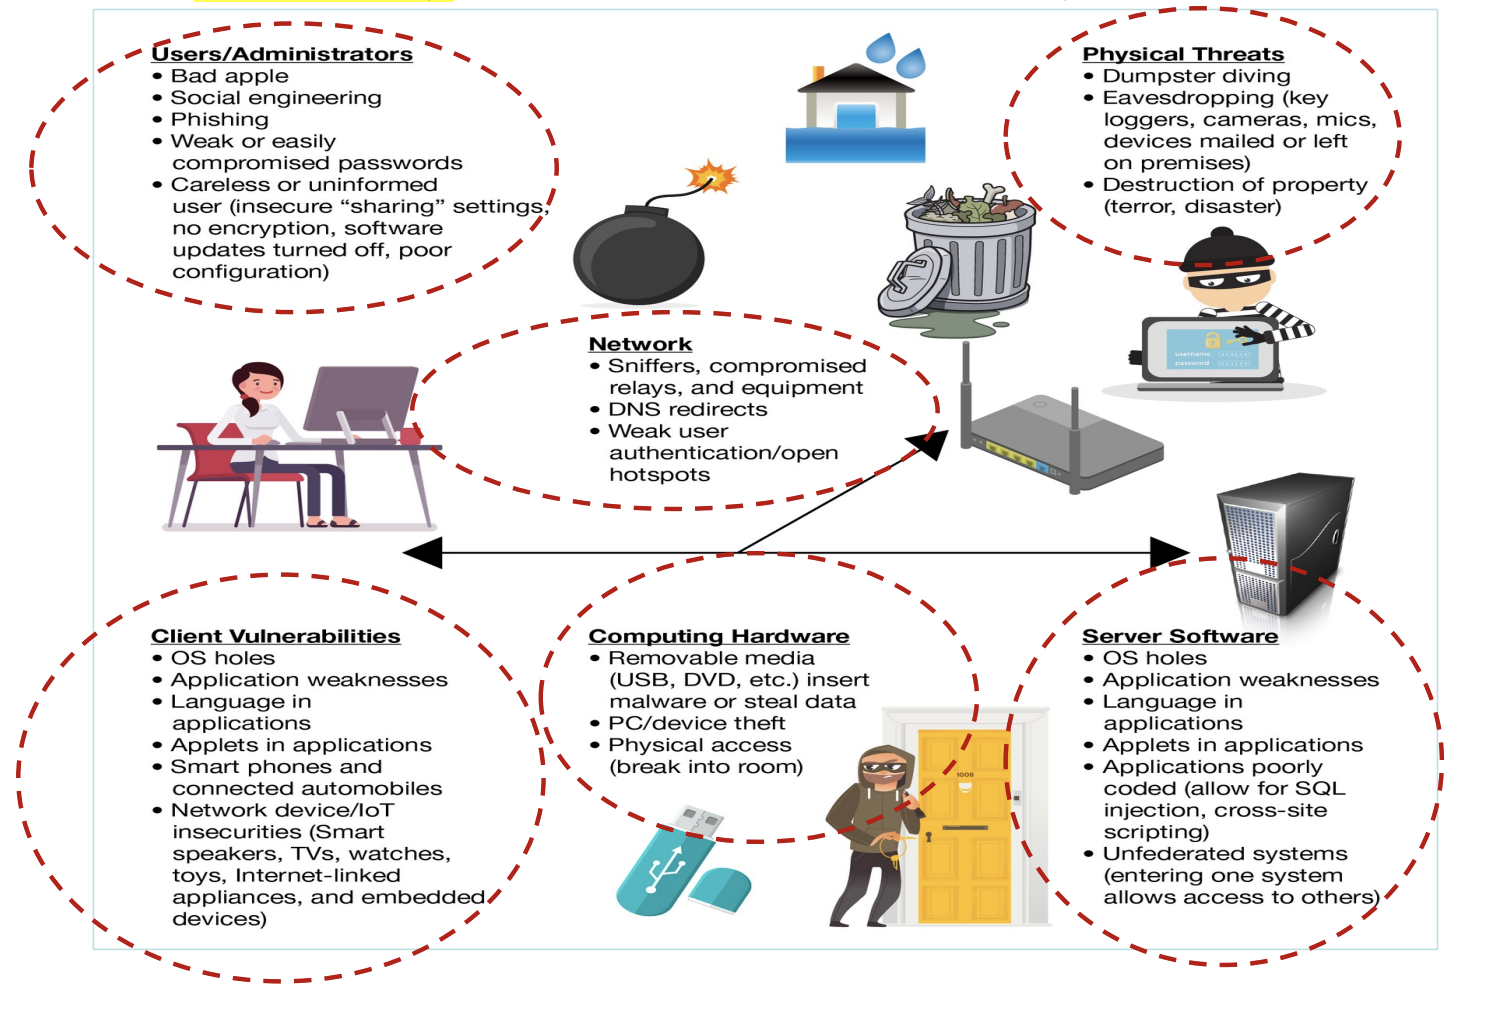 Users/Administrators
• Bad apple
• Social engineering
• Phishing
• Weak or easily
compromised passwords
• Careless or uninformed
user (insecure “sharing” settings,
no encryption, software
updates turned off, poor
configuration)
Physical Threats
• Dumpster diving
• Eavesdropping (key
loggers, cameras, mics,
devices mailed or left
on premises)
• Destruction of property
(terror, disaster)
Network
• Sniffers, compromised
relays, and equipment
• DNS redirects
• Weak user
authentication/open
hotspots
username
password
Client Vulnerabilities
• OS holes
• Application weaknesses
• Language in
applications
• Applets in applications
• Smart phones and
connected automobiles
• Network device/IoT
insecurities (Smart
speakers, TVs, watches,
toys, Internet-linked
appliances, and embedded
devices)
Computing Hardware
• Removable media
(USB, DVD, etc.) insert
malware or steal data
• PC/device theft
• Physical access
(break into room)
Server Software
• OS holes
• Application weaknesses
• Language in
applications
• Applets in applications
• Applications poorly
coded (allow for SQL
injection, cross-site
scripting)
• Unfederated systems
(entering one system
allows access to others)